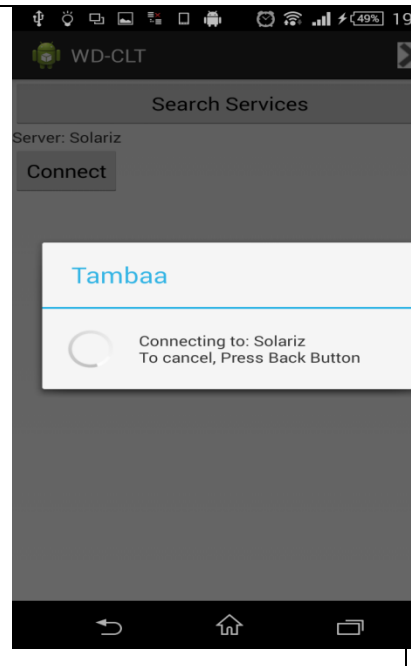 49% 19
WD-CLT
Search Services
Server: Solariz
Connect
Tambaa
Connecting to: Solariz
To cancel, Press Back Button